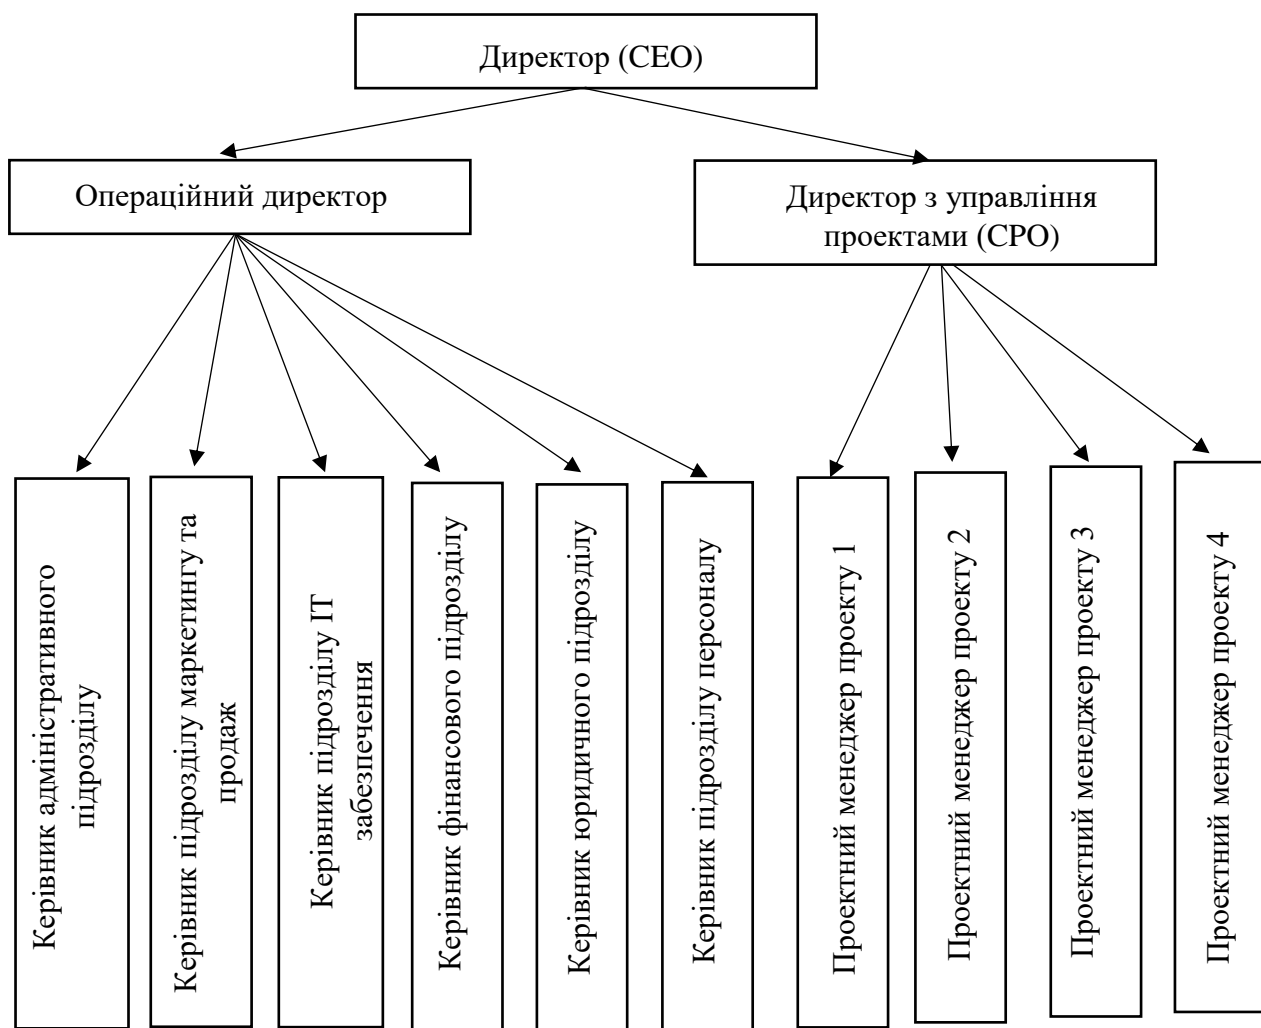 Директор (CEO)
Операційний директор
Директор з управління
проектами (CPO)
Керівник адміністративного
підрозділу
Керівник підрозділу маркетингу та
продаж
Керівник підрозділу ІТ
забезпечення
Керівник фінансового підрозділу
Керівник юридичного підрозділу
Керівник підрозділу персоналу
Проектний менеджер проекту 1
Проектний менеджер проекту 2
Проектний менеджер проекту 3
Проектний менеджер проекту 4